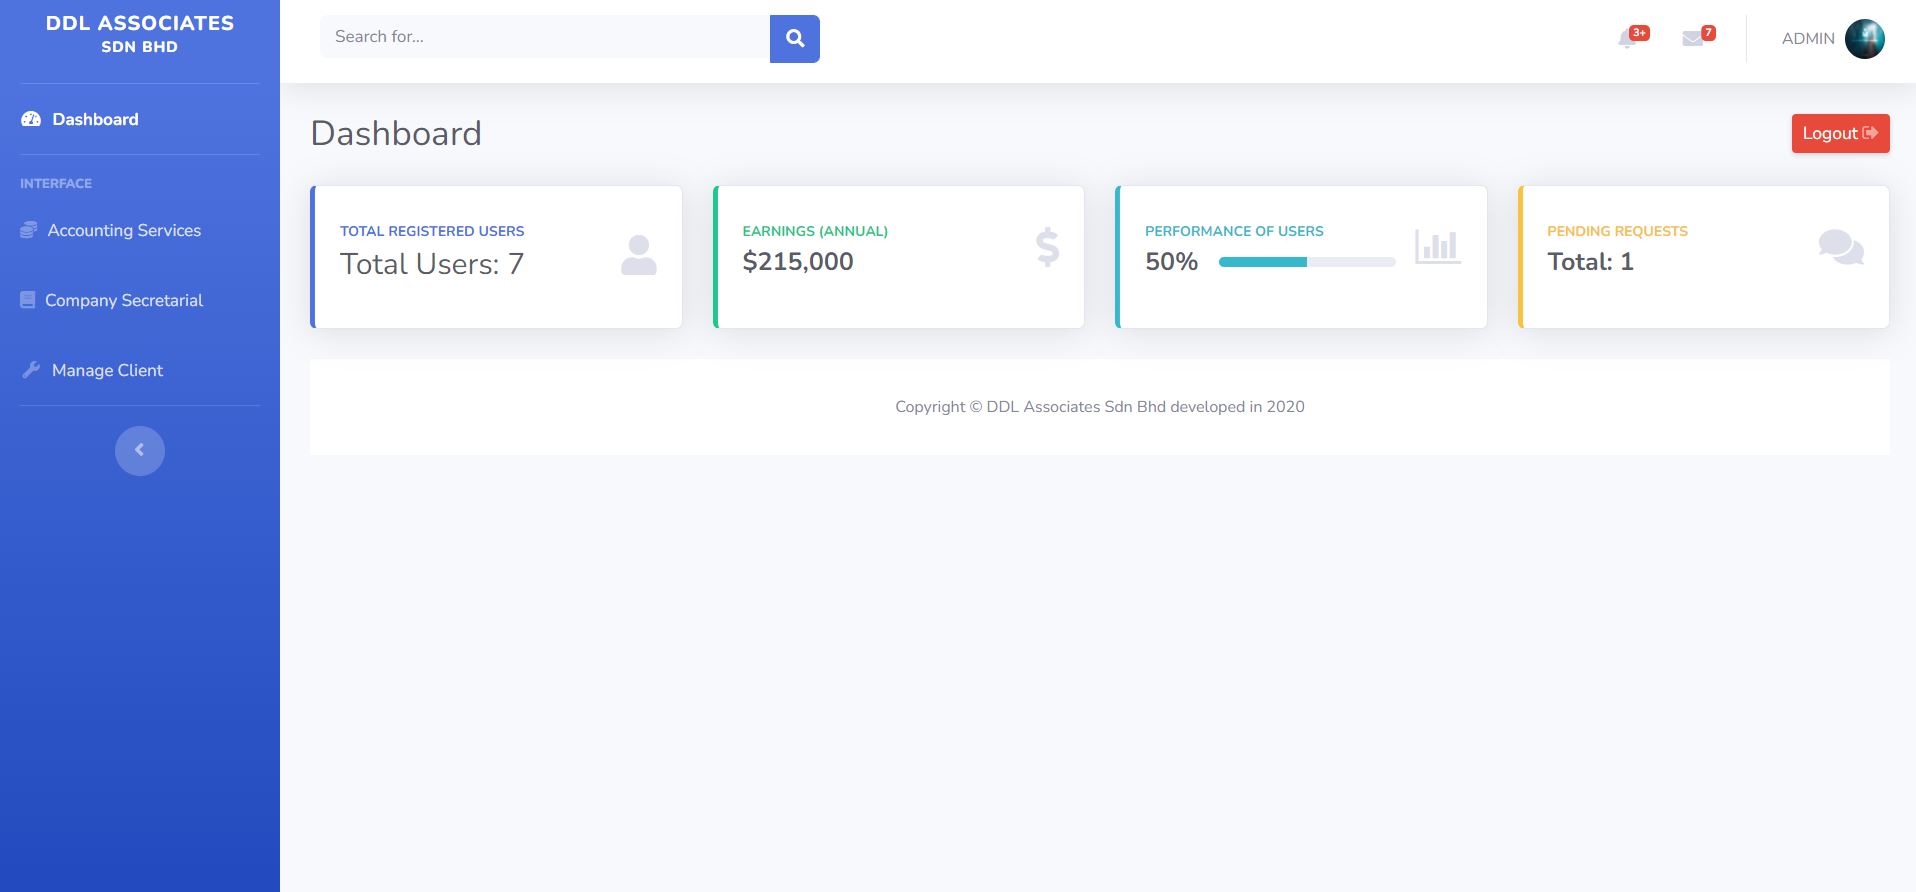 DDL ASSOCIATES
SDN BHD
Dashboard
INTERFACE
Accounting Services
Company Secretarial
Manage Client
Search for...
3+
7
ADMIN
Dashboard
Logout
TOTAL REGISTERED USERS
Total Users: 7
EARNINGS (ANNUAL)
$215,000
PERFORMANCE OF USERS
50%
PENDING REQUESTS
Total: 1
Copyright © DDL Associates Sdn Bhd developed in 2020